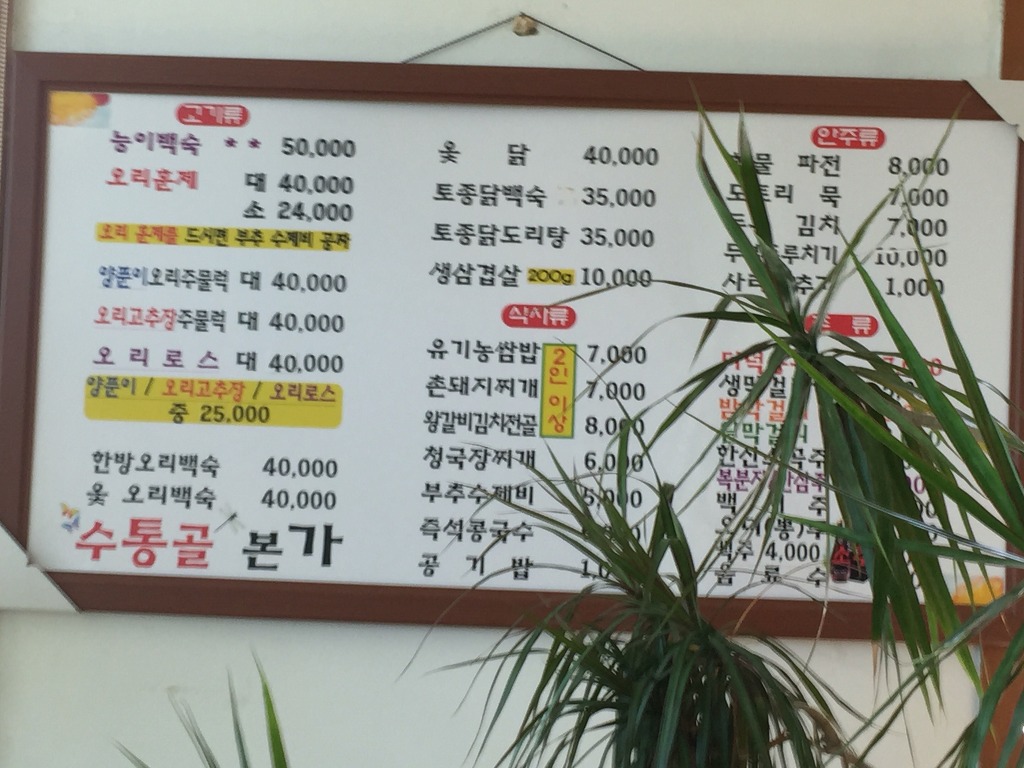 고기류
능이백숙 ** 50,000
오리훈제 대 40,000
소 24,000
오리 훈제를 드시면 부추 수제비 공자
양푼이오리주물럭 대 40,000
오리고추장주물럭 대 40,000
오리로스 대 40,000
양푼이 / 오리고추장 / 오리로스
중 25,000
한방오리백숙 40,000
옻 오리백숙 40,000
수통골 본가
옻 닭 40,000
토종닭백숙 35,000
토종닭도리탕 35,000
생삼겹살 200g 10,000
식사류
유기농쌈밥 7,000
촌돼지찌개 7,000
왕갈비김치전골 8,000
2인 이상
청국장찌개 6,000
부추수제비 5,000
즉석콩국수
공 기 밥
안주류
파전 8,000
도토리 묵 7,000
김치 7,000
10,000
1,000
주 류
백 주
맥주 4,000
음 료 수